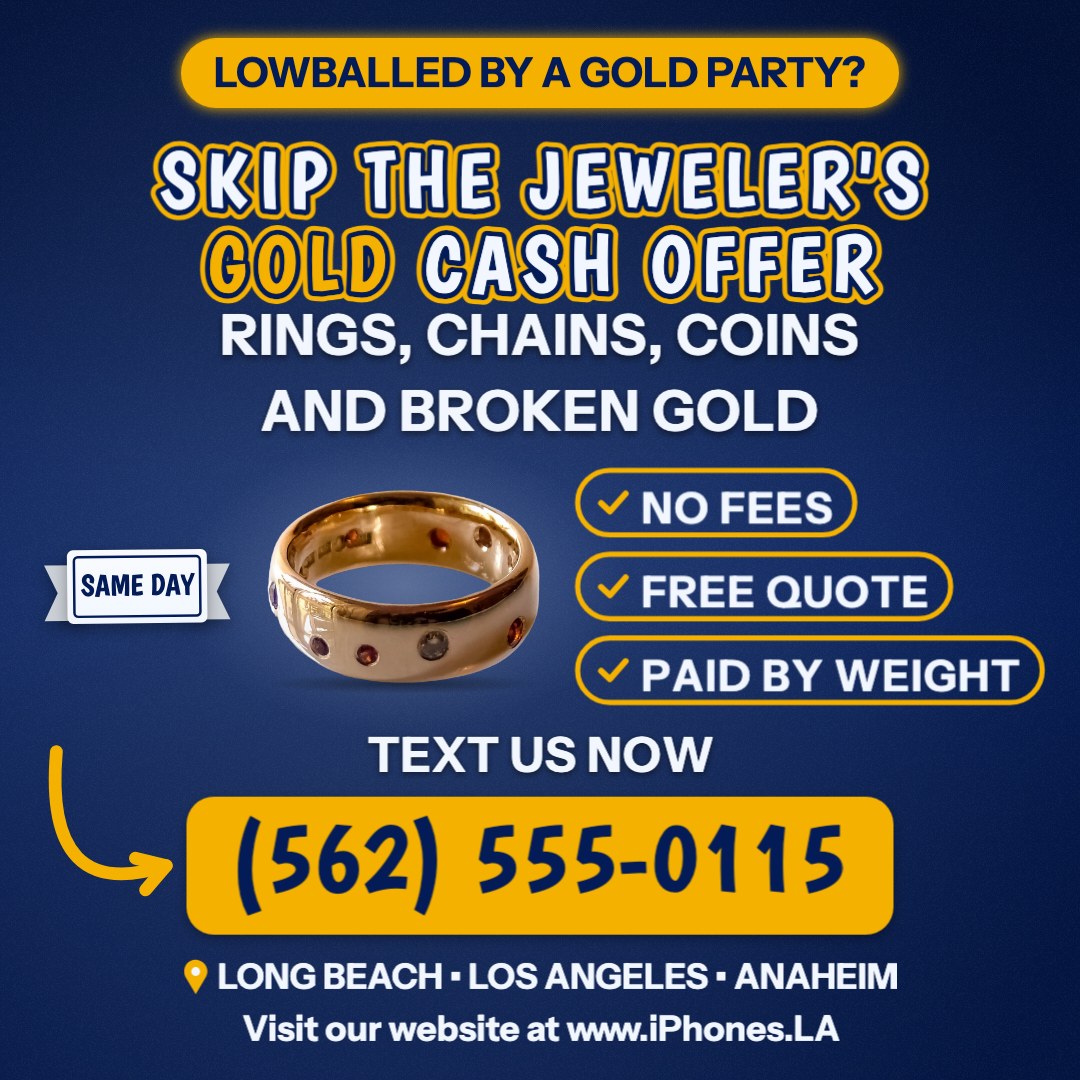 LOWBALLED BY A GOLD PARTY?
SKIP THE JEWELER'S
GOLD CASH OFFER
RINGS, CHAINS, COINS
AND BROKEN GOLD
NO FEES
SAME DAY
FREE QUOTE
PAID BY WEIGHT
TEXT US NOW
(562) 555-0115
LONG BEACH ▪ LOS ANGELES ▪ ANAHEIM
Visit our website at www.iPhones.LA